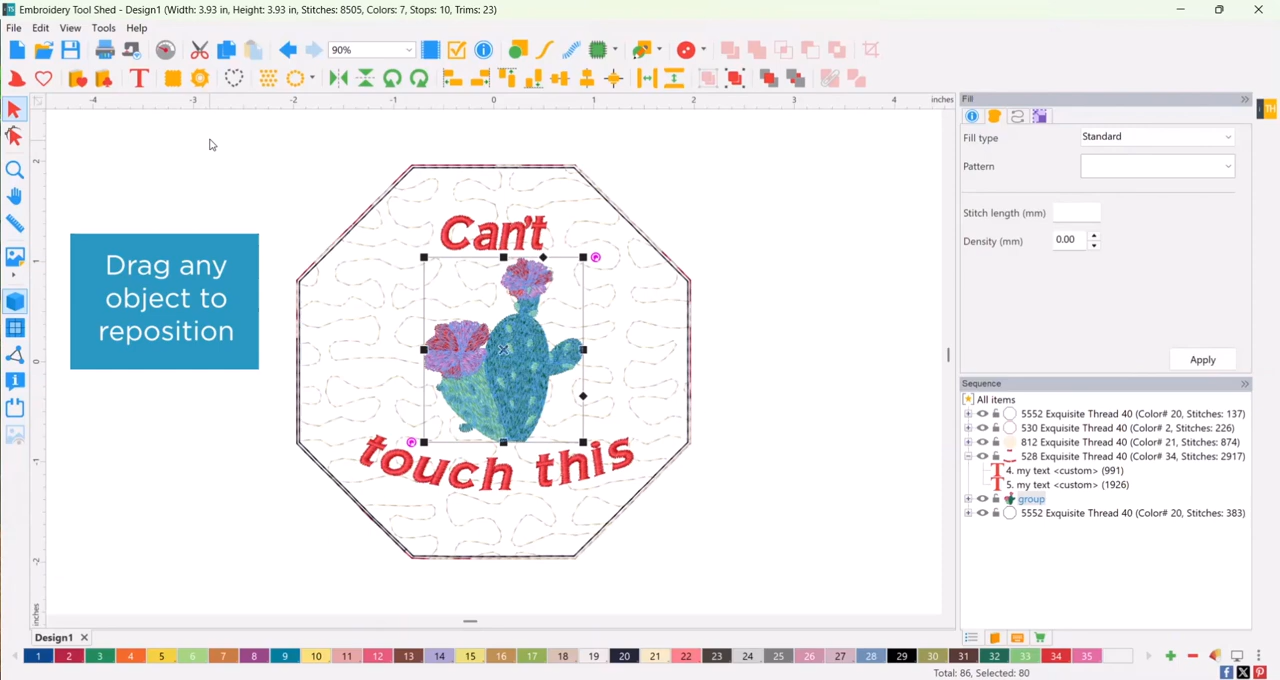 Embroidery Tool Shed - Design1 (Width: 3.93 in, Height: 3.93 in, Stitches: 8505, Colors: 7, Stops: 10, Trims: 23)
File Edit View Tools Help
90%
-4 -3 -2 -1 0 1 2 3 4 inches
Fill
Fill type Standard
Pattern
Stitch length (mm)
Density (mm) 0.00
Apply
Drag any
object to
reposition
Can't
touch this
2
1
0
-1
-2
inches
Sequence
All items
5552 Exquisite Thread 40 (Color# 20, Stitches: 137)
530 Exquisite Thread 40 (Color# 2, Stitches: 226)
812 Exquisite Thread 40 (Color# 21, Stitches: 874)
528 Exquisite Thread 40 (Color# 34, Stitches: 2917)
4. my text <custom> (991)
5. my text <custom> (1926)
group
5552 Exquisite Thread 40 (Color# 20, Stitches: 383)
Design1
1 2 3 4 5 6 7 8 9 10 11 12 13 14 15 16 17 18 19 20 21 22 23 24 25 26 27 28 29 30 31 32 33 34 35
Total: 86, Selected: 80